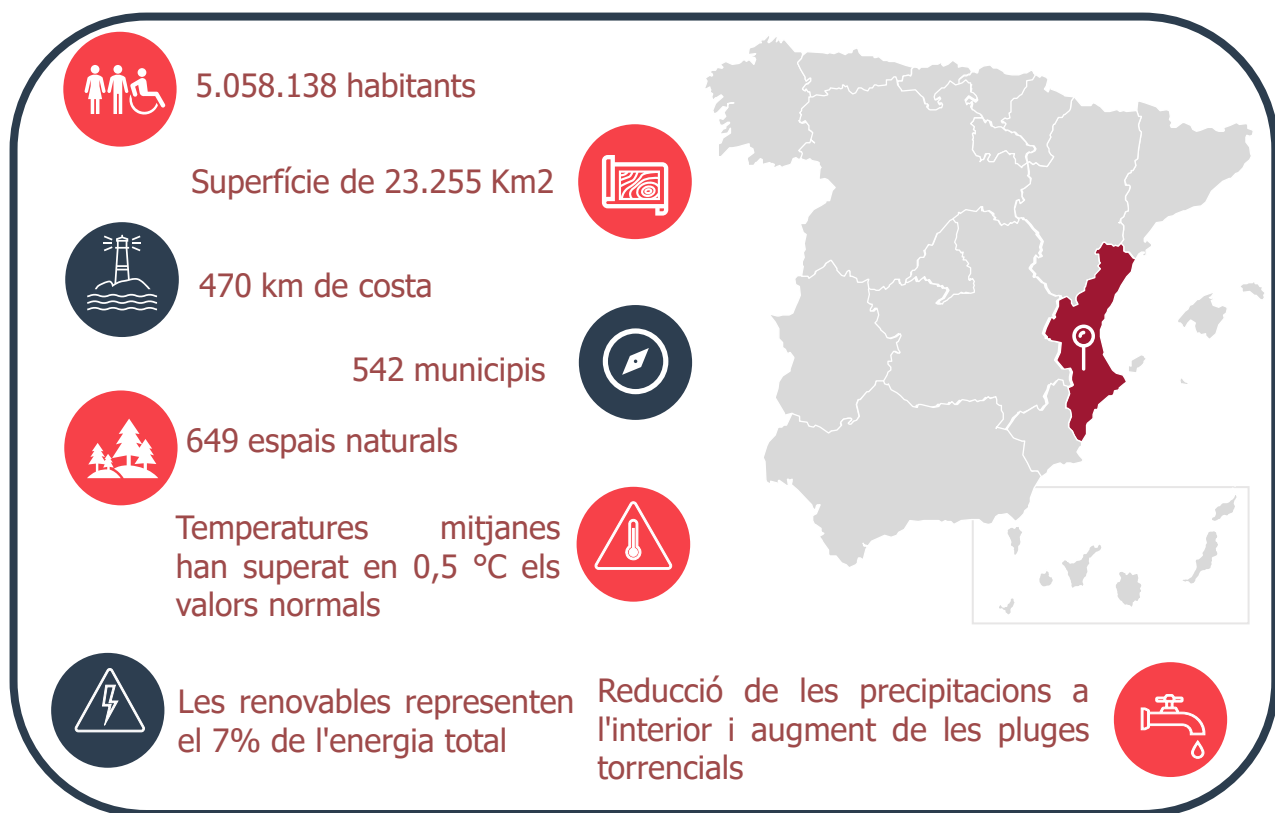 5.058.138 habitants
Superfície de 23.255 Km2
470 km de costa
542 municipis
649 espais naturals
Temperatures mitjanes
han superat en 0,5 °C els
valors normals
Les renovables representen
el 7% de l'energia total
Reducció de les precipitacions a
l'interior i augment de les pluges
torrencials